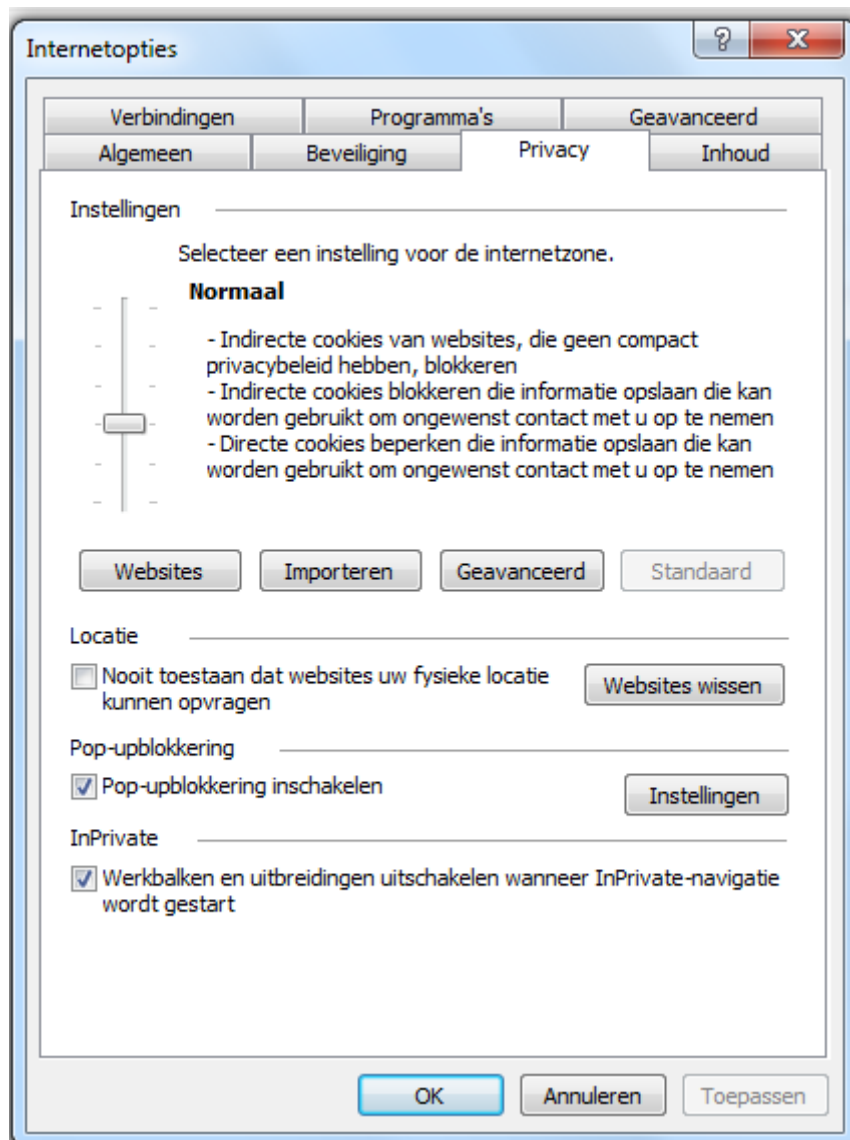 Internetopties
Verbindingen Programma's Geavanceerd
Algemeen Beveiliging Privacy Inhoud
Instellingen
Selecteer een instelling voor de internetzone.
Normaal
- Indirecte cookies van websites, die geen compact
privacybeleid hebben, blokkeren
- Indirecte cookies blokkeren die informatie opslaan die kan
worden gebruikt om ongewenst contact met u op te nemen
- Directe cookies beperken die informatie opslaan die kan
worden gebruikt om ongewenst contact met u op te nemen
Websites Importeren Geavanceerd Standaard
Locatie
Nooit toestaan dat websites uw fysieke locatie
kunnen opvragen
Websites wissen
Pop-upblokkering
Pop-upblokkering inschakelen
Instellingen
InPrivate
Werkbalken en uitbreidingen uitschakelen wanneer InPrivate-navigatie
wordt gestart
OK Annuleren Toepassen